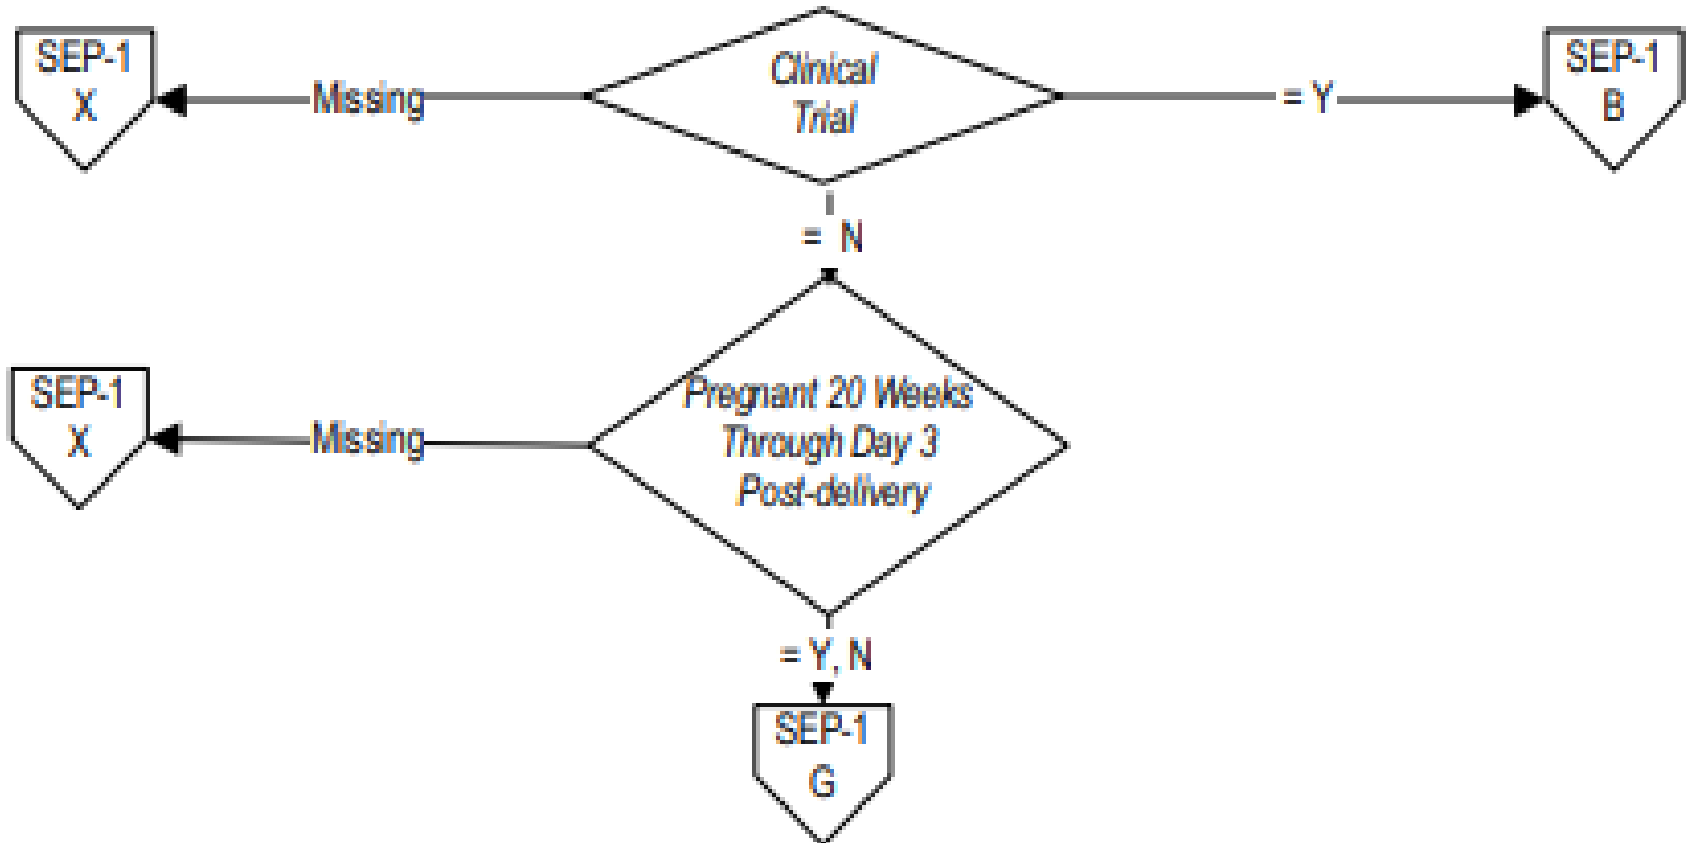 SEP-1
X
Missing
Clinical
Trial
= Y
SEP-1
B
= N
SEP-1
X
Missing
Pregnant 20 Weeks
Through Day 3
Post-delivery
= Y, N
SEP-1
G